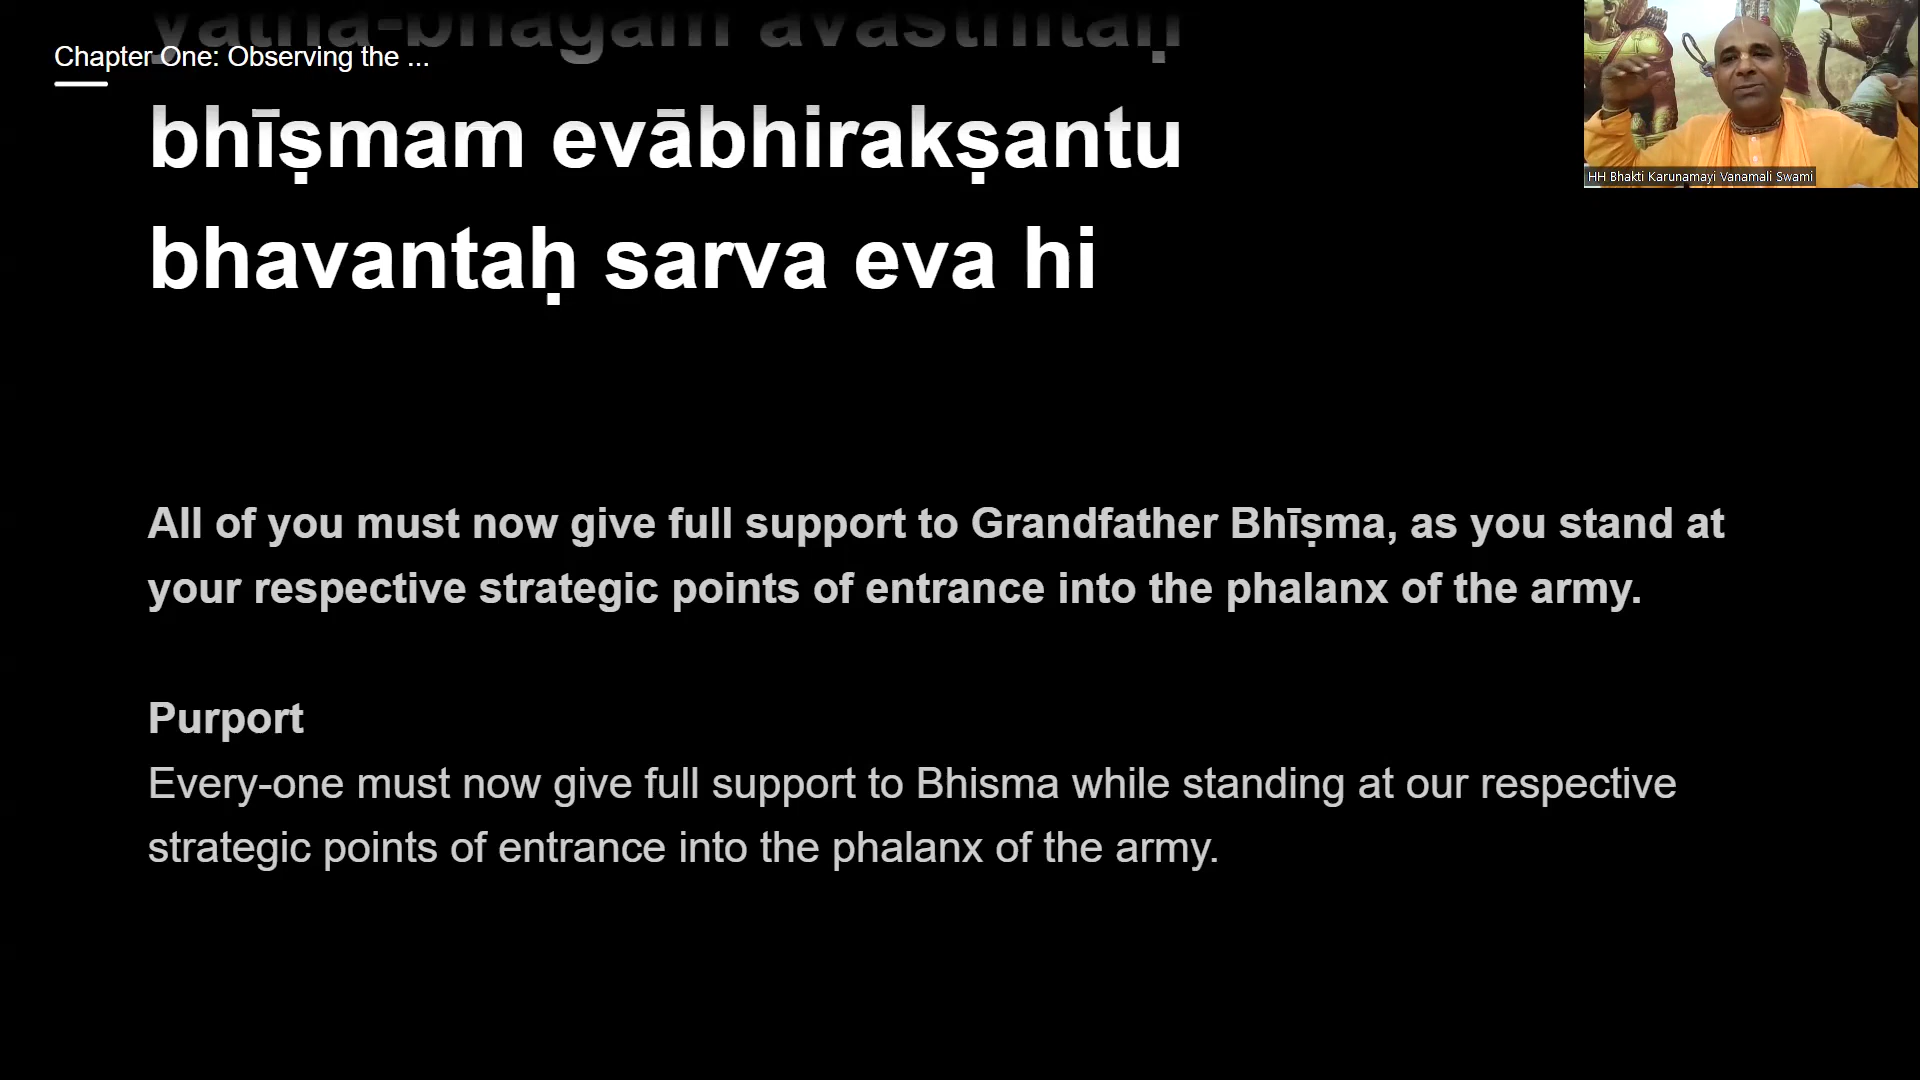 yathā-bhāgam avasthitāḥ
Chapter One: Observing the ...
bhīṣmam evābhirakṣantu
bhavantaḥ sarva eva hi
HH Bhakti Karunamayi Vanamali Swami
All of you must now give full support to Grandfather Bhīṣma, as you stand at
your respective strategic points of entrance into the phalanx of the army.
Purport
Every-one must now give full support to Bhisma while standing at our respective
strategic points of entrance into the phalanx of the army.